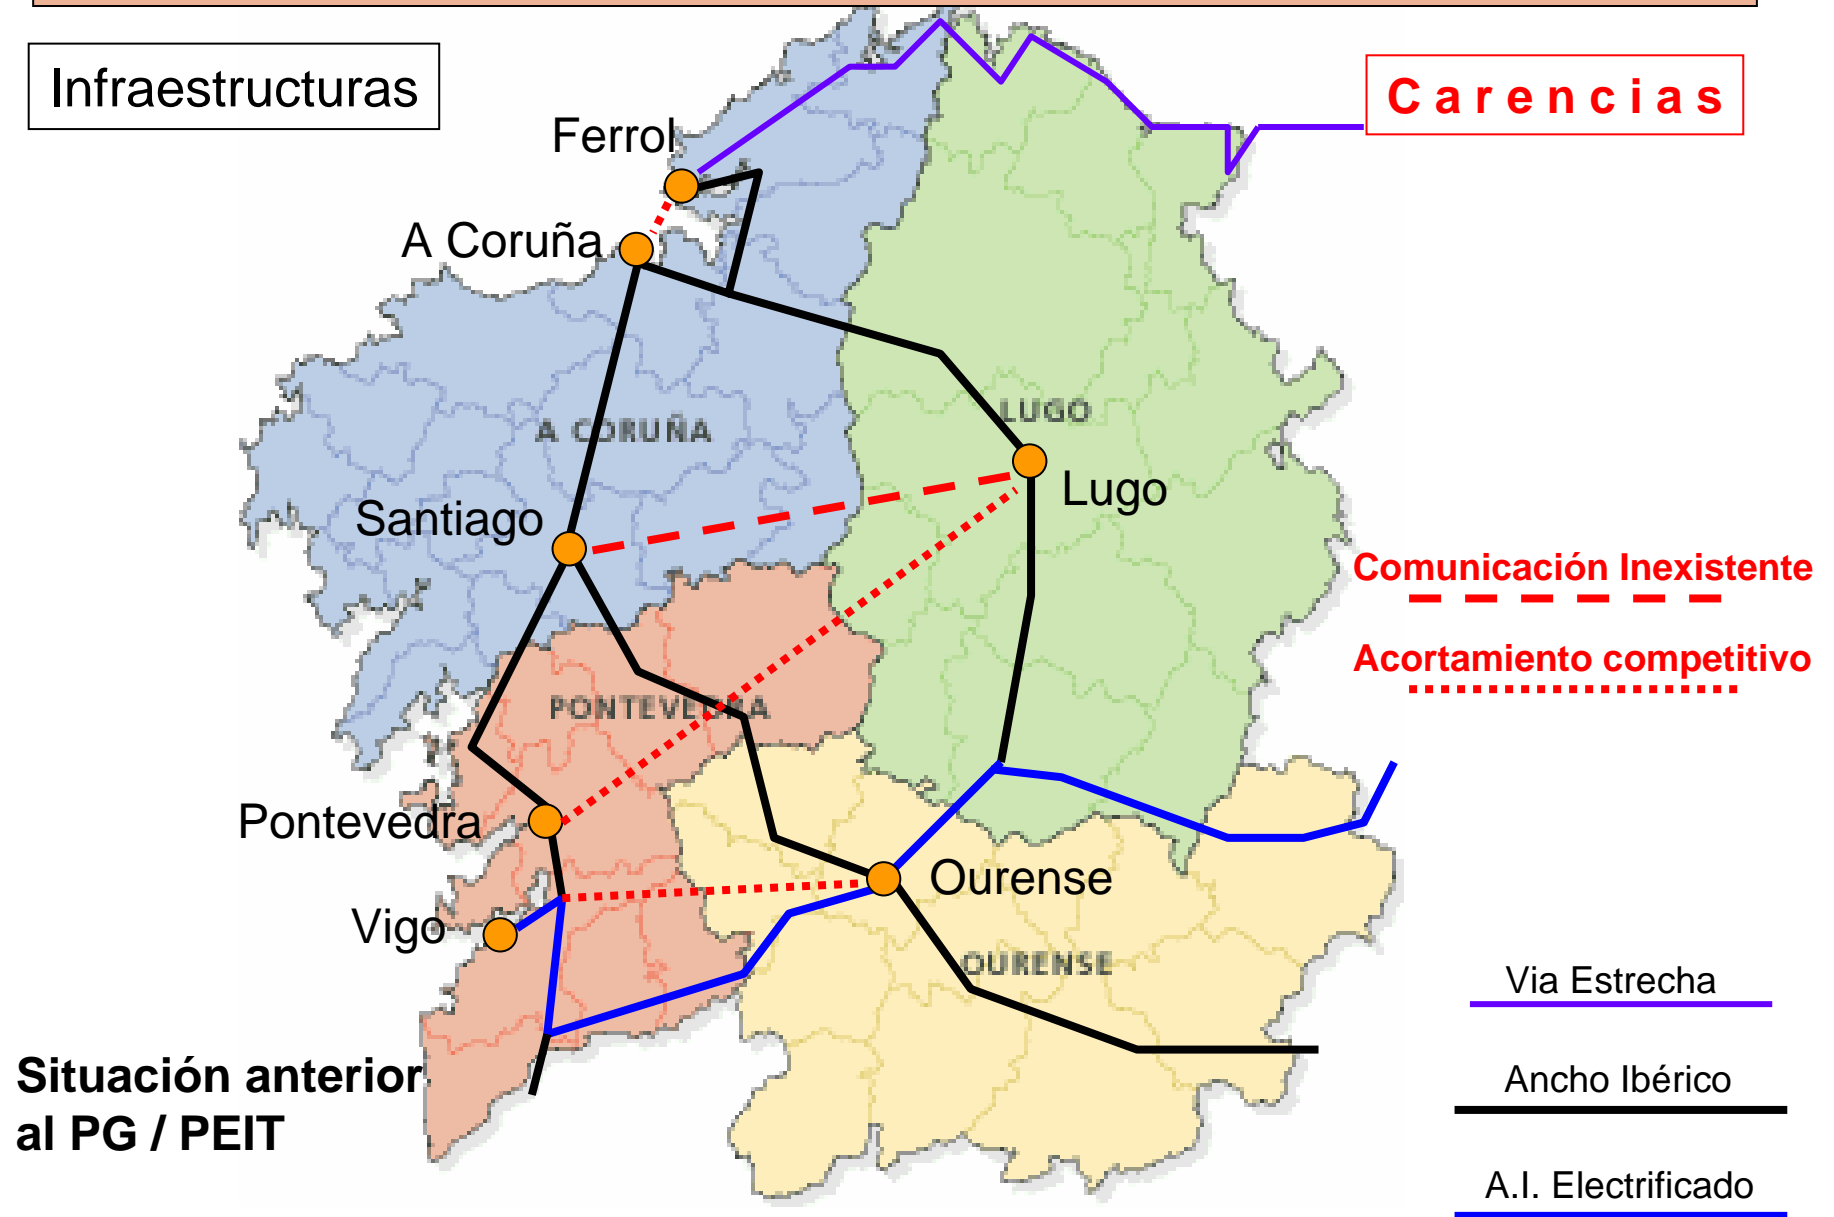 Infraestructuras
Carencias
Ferrol
A Coruña
A CORUÑA
LUGO
Lugo
Santiago
Comunicación Inexistente
Acortamiento competitivo
PONTEVEDRA
Pontevedra
Ourense
Vigo
OURENSE
Via Estrecha
Situación anterior
al PG / PEIT
Ancho Ibérico
A.I. Electrificado